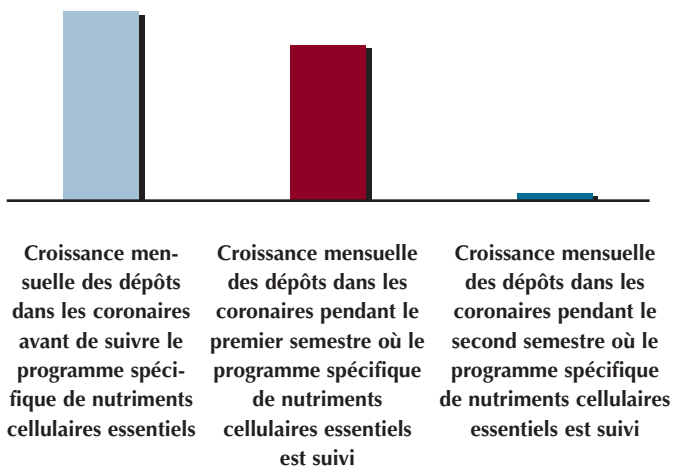 Croissance men-
suelle des dépôts
dans les coronaires
avant de suivre le
programme spéci-
fique de nutriments
cellulaires essentiels
Croissance mensuelle
des dépôts dans les
coronaires pendant le
premier semestre où le
programme spécifique
de nutriments
cellulaires essentiels
est suivi
Croissance mensuelle
des dépôts dans les
coronaires pendant le
second semestre où le
programme spécifique
de nutriments cellulaires
essentiels est suivi